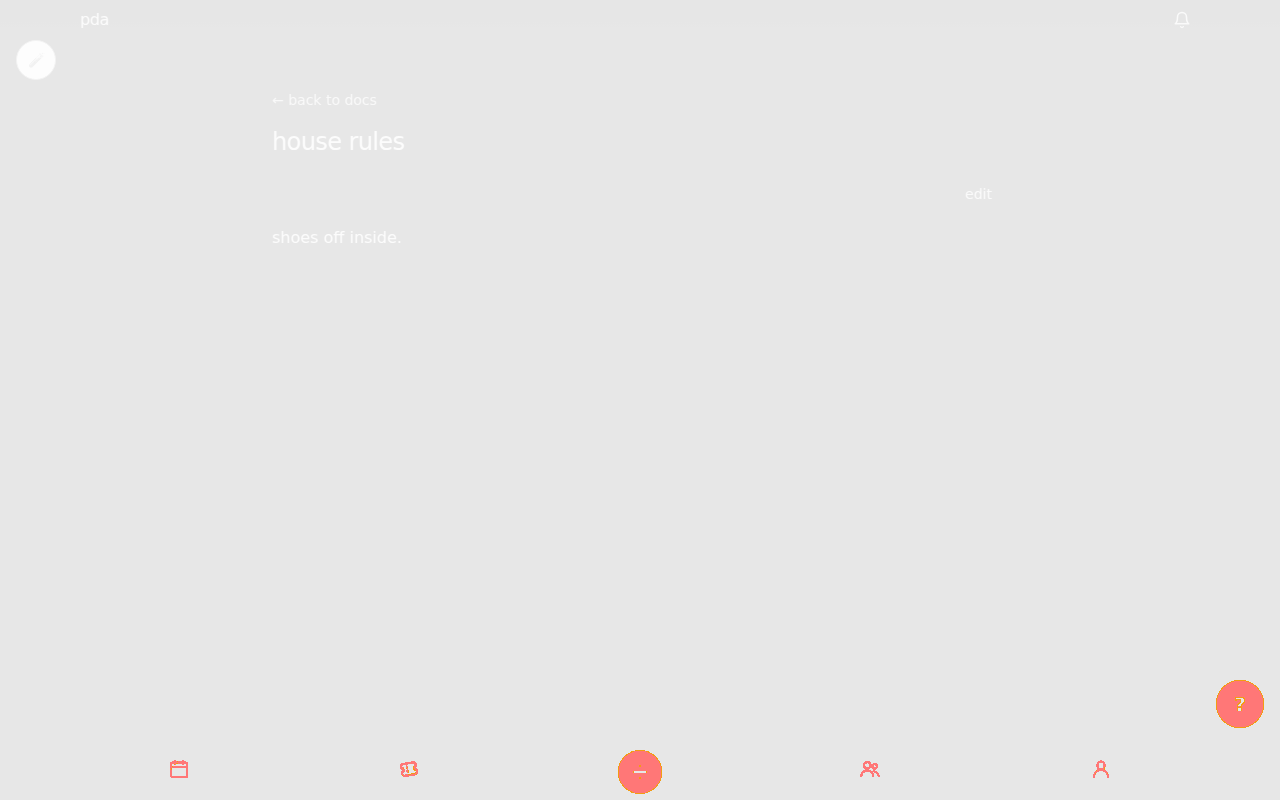 pda
← back to docs
house rules
edit
shoes off inside.
?